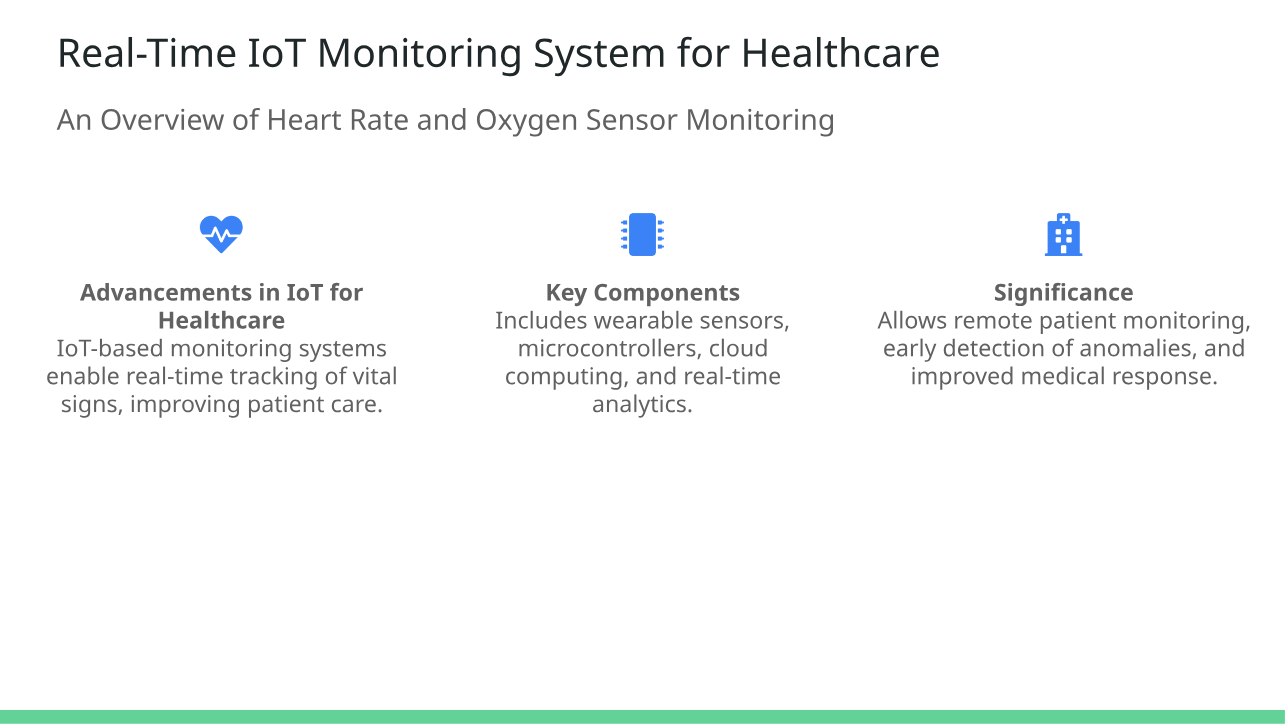 Real-Time IoT Monitoring System for Healthcare
An Overview of Heart Rate and Oxygen Sensor Monitoring
Advancements in IoT for
Healthcare
IoT-based monitoring systems
enable real-time tracking of vital
signs, improving patient care.
Key Components
Includes wearable sensors,
microcontrollers, cloud
computing, and real-time
analytics.
Significance
Allows remote patient monitoring,
early detection of anomalies, and
improved medical response.